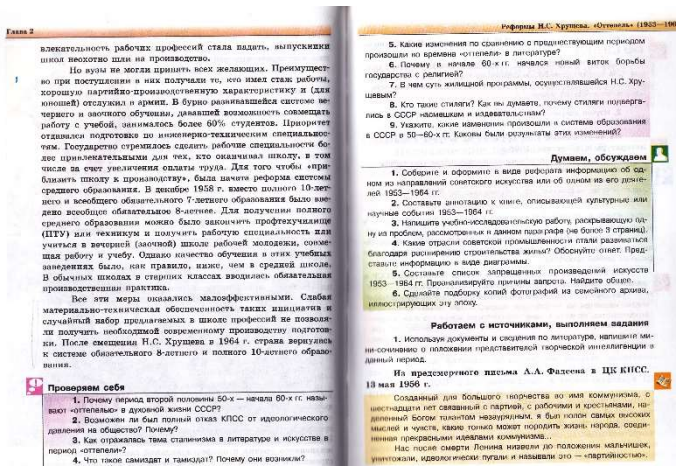 Глава 2
влекательность рабочих профессий стала падать, выпускники
школ неохотно шли на производство.
Но вузы не могли принять всех желающих. Преимущест-
во при поступлении в них получали те, кто имел стаж работы,
хорошую партийно-производственную характеристику и (для
юношей) отслужил в армии. В бурно развивавшейся системе ве-
чернего и заочного обучения, дававшей возможность совмещать
работу с учебой, занималось более 60% студентов. Приоритет
отдавался подготовке по инженерно-техническим специальнос-
тям. Государство стремилось сделать рабочие специальности бо-
лее привлекательными для тех, кто оканчивал школу, в том
числе за счет увеличения оплаты труда. Для того чтобы «при-
близить школу к производству», была начата реформа системы
среднего образования. В декабре 1958 г. вместо полного 10-лет-
него и всеобщего обязательного 7-летнего образования было вве-
дено всеобщее обязательное 8-летнее. Для получения полного
среднего образования можно было закончить профтехучилище
(ПТУ) или техникум и получить рабочую специальность или
учиться в вечерней (заочной) школе рабочей молодежи, совме-
щая работу и учебу. Однако качество обучения в этих учебных
заведениях было, как правило, ниже, чем в средней школе.
В обычных школах в старших классах вводилась обязательная
производственная практика.
Все эти меры оказались малоэффективными. Слабая
материально-техническая обеспеченность таких инициатив и
случайный набор предлагаемых в школе профессий не позволя-
ли получить необходимой современному производству подготов-
ки. После смещения Н.С. Хрущева в 1964 г. страна вернулась
к системе обязательного 8-летнего и полного 10-летнего образо-
вания.
Проверяем себя
1. Почему период второй половины 50-х — начала 60-х гг. назы-
вают «оттепелью» в духовной жизни СССР?
2. Возможен ли был полный отказ КПСС от идеологического
давления на общество? Почему?
3. Как отражалась тема сталинизма в литературе и искусстве в
период «оттепели»?
4. Что такое самиздат и тамиздат? Почему они возникли?
Реформы Н.С. Хрущева. «Оттепель» (1953—196
5. Какие изменения по сравнению с предшествующим периодом
произошли во времена «оттепели» в литературе?
6. Почему в начале 60-х гг. начался новый виток борьбы
государства с религией?
7. В чем суть жилищной программы, осуществлявшейся Н.С. Хру-
щевым?
8. Кто такие стиляги? Как вы думаете, почему стиляги подверга-
лись в СССР насмешкам и издевательствам?
9. Укажите, какие изменения произошли в системе образования
в СССР в 50—60-х гг. Каковы были результаты этих изменений?
Думаем, обсуждаем
1. Соберите и оформите в виде реферата информацию об од-
ном из направлений советского искусства или об одном из его деяте-
лей 1953—1964 гг.
2. Составьте аннотацию к книге, описывающей культурные или
научные события 1953—1964 гг.
3. Напишите учебно-исследовательскую работу, раскрывающую од-
ну из проблем, рассмотренных в данном параграфе (не более 3 страниц).
4. Какие отрасли советской промышленности стали развиваться
благодаря расширению строительства жилья? Обоснуйте ответ. Пред-
ставьте информацию в виде диаграммы.
5. Составьте список запрещенных произведений искусств
1953—1964 гг. Проанализируйте причины запрета. Найдите общее.
6. Сделайте подборку копий фотографий из семейного архива,
иллюстрирующих эту эпоху.
Работаем с источниками, выполняем задания
1. Используя документы и сведения по литературе, напишите ми-
ни-сочинение о положении представителей творческой интеллигенции в
данный период.
Из предсмертного письма А.А. Фадеева в ЦК КПСС.
13 мая 1956 г.
Созданный для большого творчества во имя коммунизма, с
шестнадцати лет связанный с партией, с рабочими и крестьянами, на-
деленный Богом талантом незаурядным, я был полон самых высоких
мыслей и чувств, какие только может породить жизнь народа, соеди-
ненная прекрасными идеалами коммунизма...
Нас после смерти Ленина низвели до положения мальчишек,
уничтожали, идеологически пугали и называли это — «партийностью».